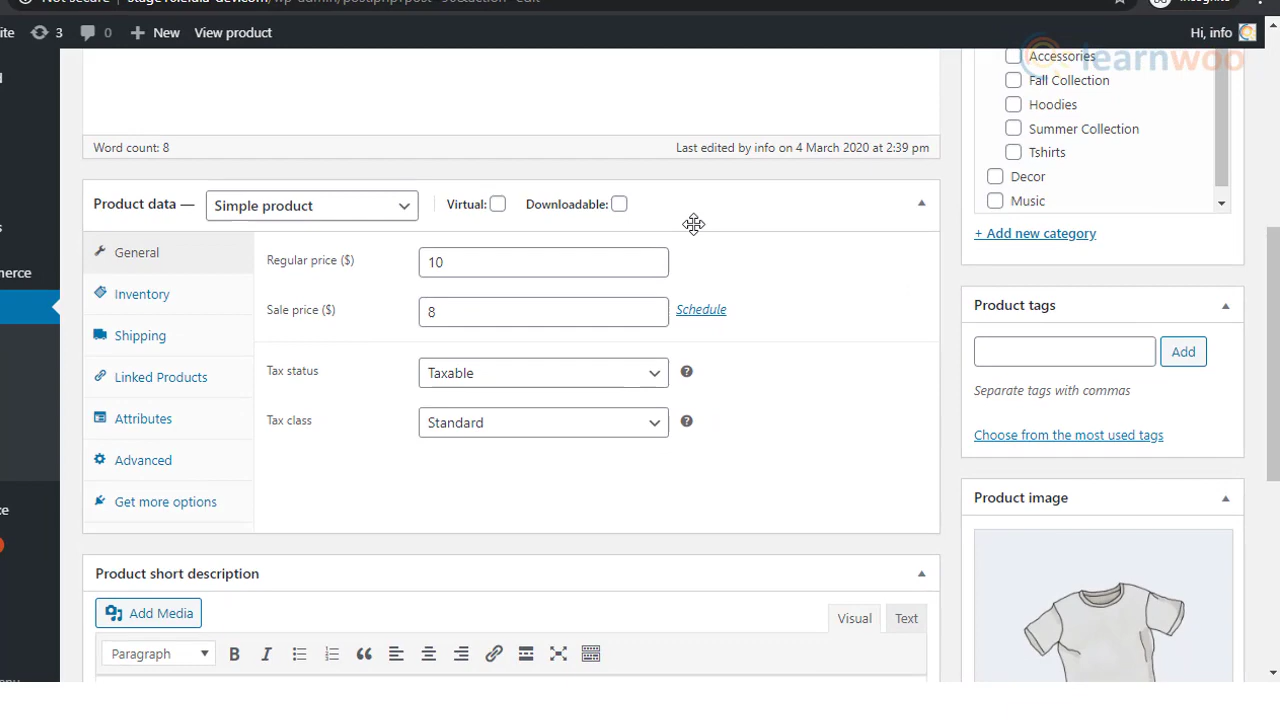 3
0
New
View product
Hi, info
learnwoo
Accessories
Fall Collection
Hoodies
Summer Collection
Tshirts
Decor
Music
+ Add new category
Word count: 8
Last edited by info on 4 March 2020 at 2:39 pm
Product data —
Simple product
Virtual:
Downloadable:
General
Inventory
Shipping
Linked Products
Attributes
Advanced
Get more options
Regular price ($)
10
Sale price ($)
8
Schedule
Tax status
Taxable
Tax class
Standard
Product tags
Add
Separate tags with commas
Choose from the most used tags
Product image
Product short description
Add Media
Visual
Text
Paragraph